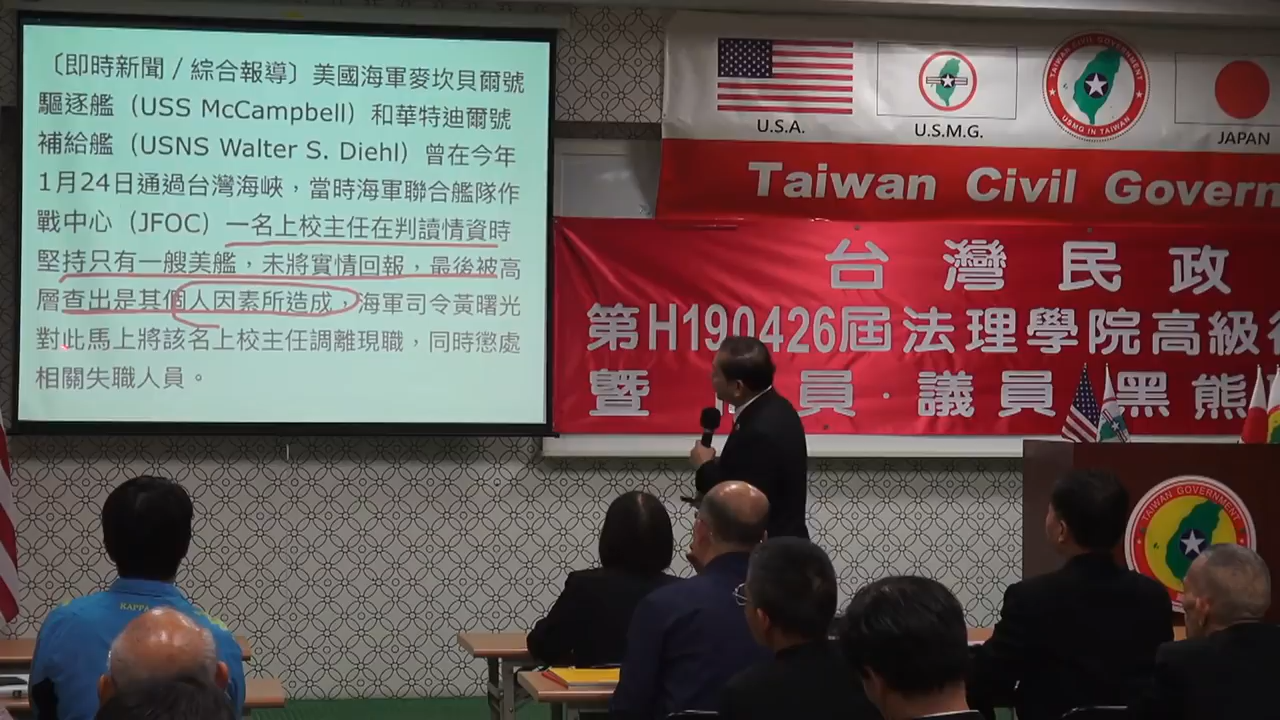 〔即時新聞/綜合報導〕美國海軍麥坎貝爾號
驅逐艦（USS McCampbell）和華特迪爾號
補給艦（USNS Walter S. Diehl）曾在今年
1月24日通過台灣海峽，當時海軍聯合艦隊作
戰中心（JFOC）一名上校主任在判讀情資時
堅持只有一艘美艦，未將實情回報，最後被高
層查出是其個人因素所造成，海軍司令黃曙光
對此馬上將該名上校主任調離現職，同時懲處
相關失職人員。
U.S.A.
U.S.M.G.
TAIWAN CIVIL GOVERNMENT
USMG IN TAIWAN
JAPAN
Taiwan Civil Govern
台灣民政
第H190426屆法理學院高級
暨 員·議員 黑熊
KAPPA
TAIWAN GOVERNMENT